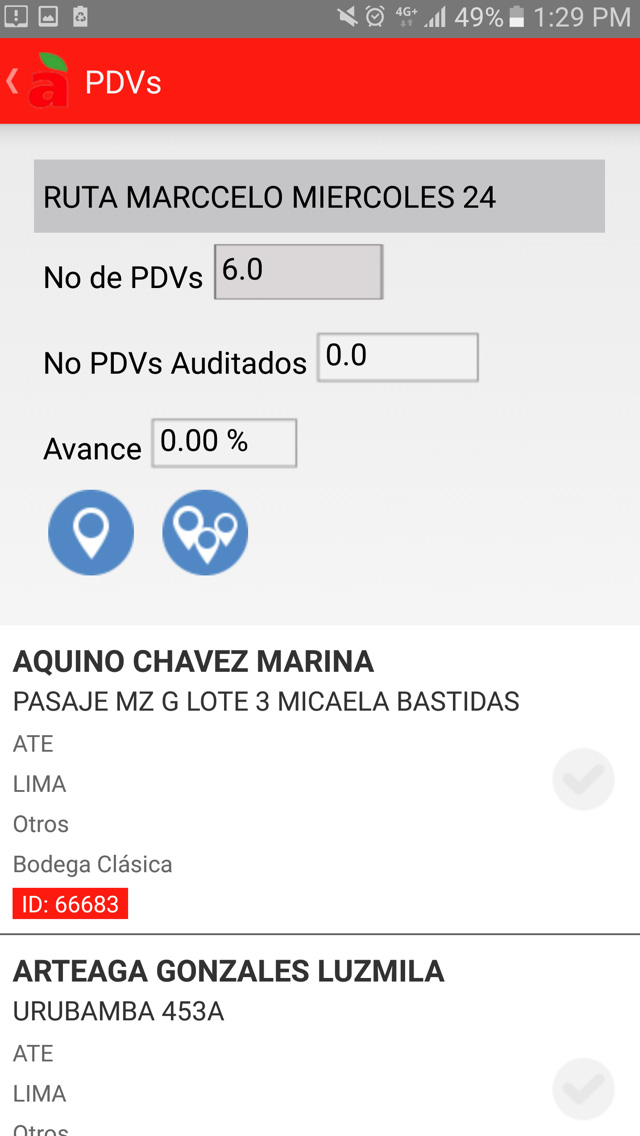 4G+ 49% 1:29 PM
a PDVs
RUTA MARCCELO MIERCOLES 24
No de PDVs 6.0
No PDVs Auditados 0.0
Avance 0.00 %
AQUINO CHAVEZ MARINA
PASAJE MZ G LOTE 3 MICAELA BASTIDAS
ATE
LIMA
Otros
Bodega Clásica
ID: 66683
ARTEAGA GONZALES LUZMILA
URUBAMBA 453A
ATE
LIMA
Otros